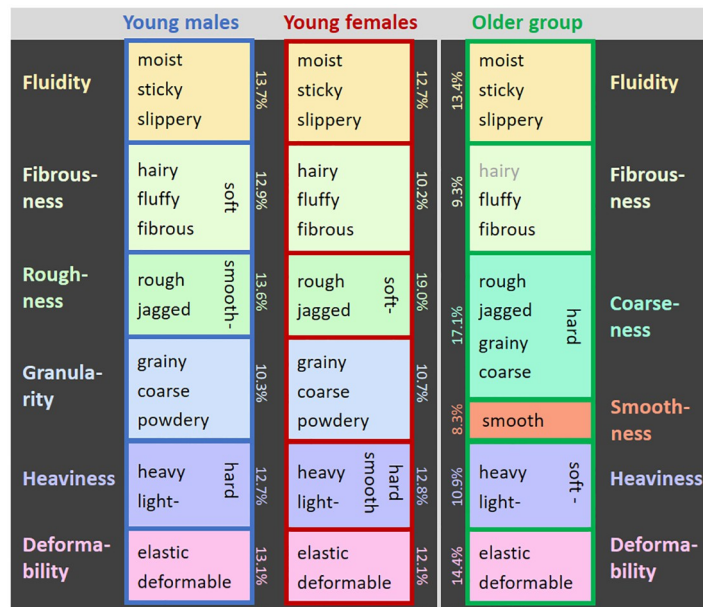 Young males Young females Older group
Fluidity
moist
sticky
slippery
13.7%
moist
sticky
slippery
12.7%
13.4%
moist
sticky
slippery
Fluidity
Fibrous-
ness
hairy
fluffy
fibrous
soft
12.9%
hairy
fluffy
fibrous
10.2%
9.3%
hairy
fluffy
fibrous
Fibrous-
ness
Rough-
ness
rough
jagged
smooth-
13.6%
rough
jagged
soft-
19.0%
17.1%
rough
jagged
grainy
coarse
hard
Coarse-
ness
Granula-
rity
grainy
coarse
powdery
10.3%
grainy
coarse
powdery
10.7%
8.3%
smooth
Smooth-
ness
Heaviness
heavy
light-
hard
12.7%
heavy
light-
hard
smooth
12.8%
10.9%
heavy
light-
soft -
Heaviness
Deforma-
bility
elastic
deformable
13.1%
elastic
deformable
12.1%
14.4%
elastic
deformable
Deforma-
bility